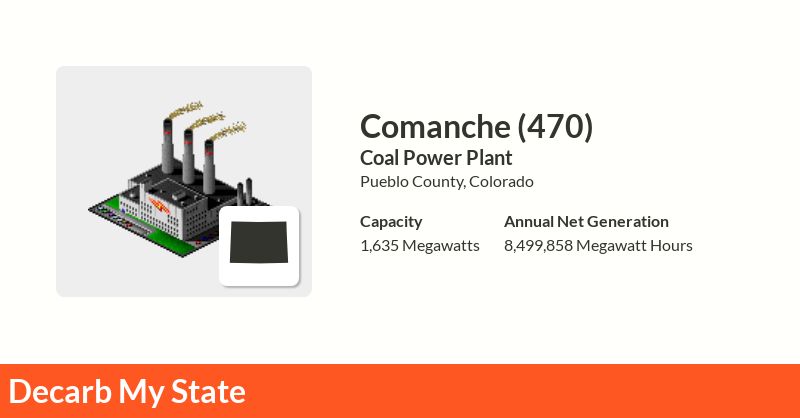 Comanche (470)
Coal Power Plant
Pueblo County, Colorado
Capacity
1,635 Megawatts
Annual Net Generation
8,499,858 Megawatt Hours
Decarb My State